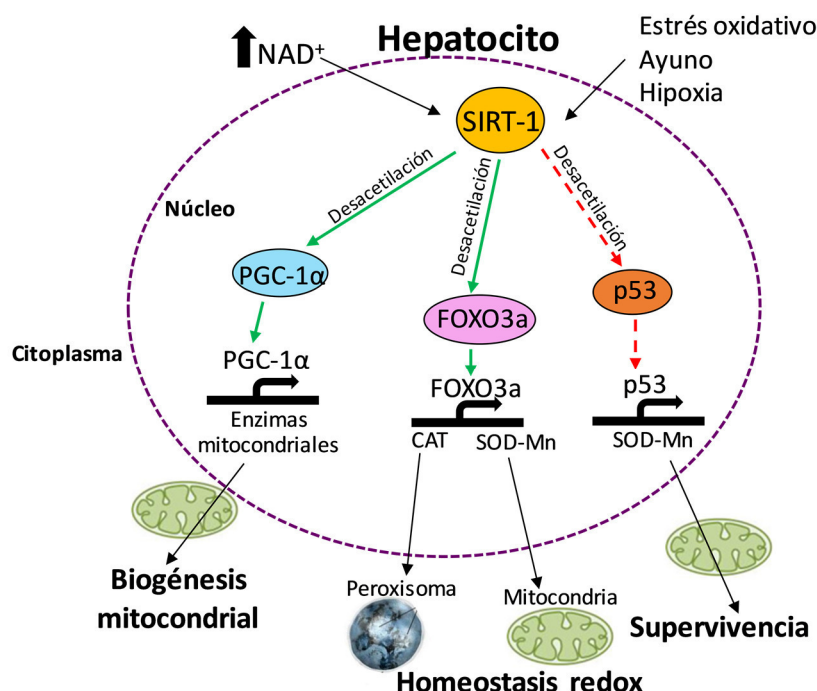 Hepatocito
NAD+
Estrés oxidativo
Ayuno
Hipoxia
SIRT-1
Desacetilación
Desacetilación
Desacetilación
Núcleo
PGC-1α
FOXO3a
p53
Citoplasma
PGC-1α
FOXO3a
p53
Enzimas
mitocondriales
CAT
SOD-Mn
SOD-Mn
Biogénesis
mitocondrial
Peroxisoma
Mitocondria
Supervivencia
Homeostasis redox